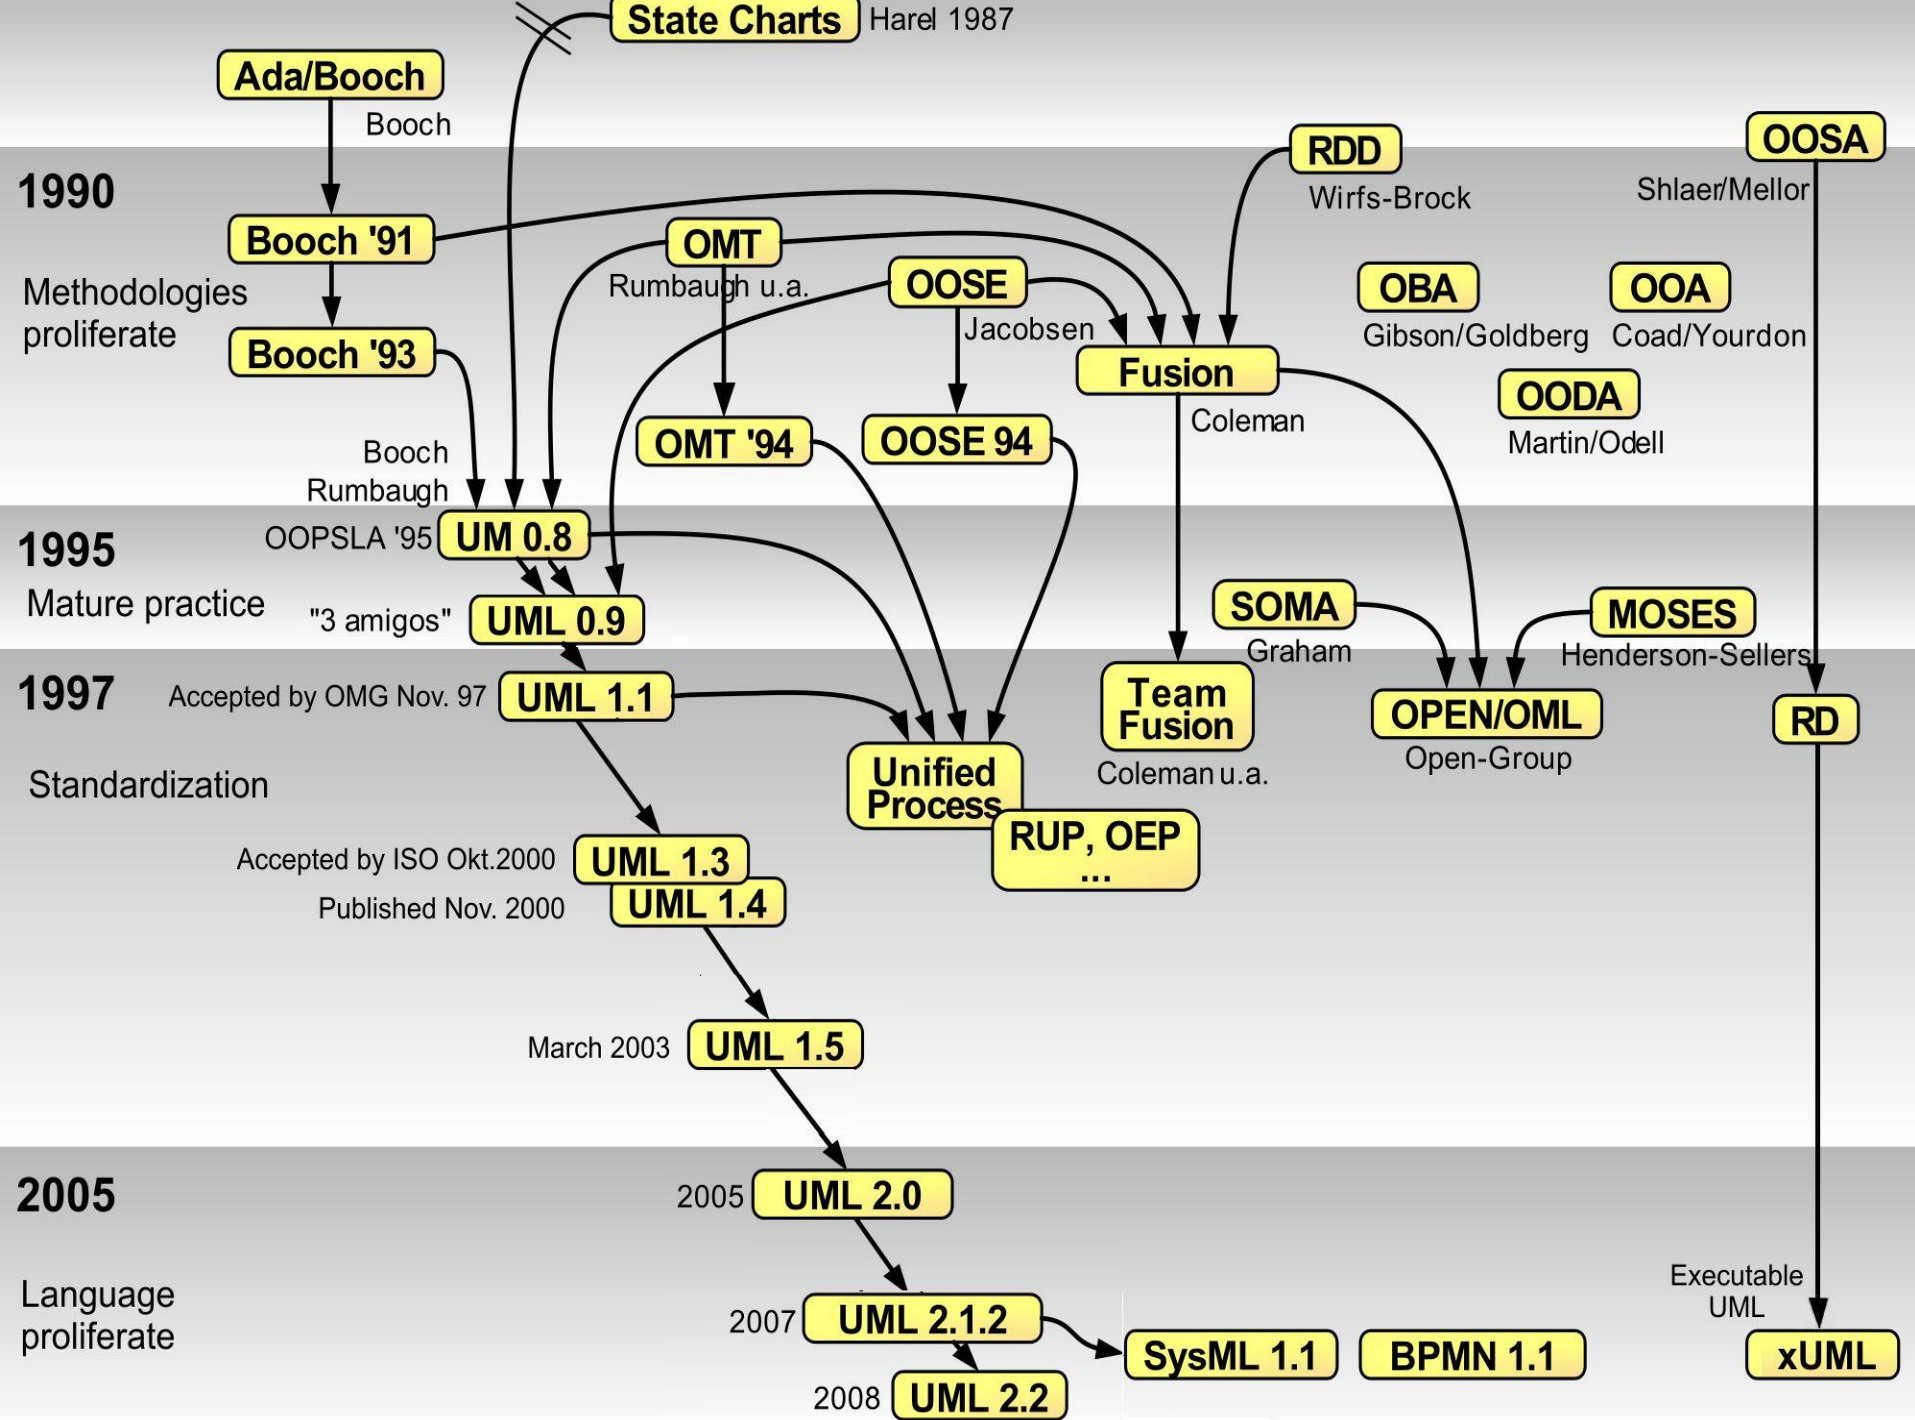 State Charts
Harel 1987
Ada/Booch
Booch
RDD
Wirfs-Brock
OOSA
Shlaer/Mellor
1990
Methodologies
proliferate
Booch '91
OMT
Rumbaugh u.a.
OOSE
Jacobsen
OBA
Gibson/Goldberg
OOA
Coad/Yourdon
Booch '93
Fusion
Coleman
OODA
Martin/Odell
OMT '94
OOSE 94
Booch
Rumbaugh
OOPSLA '95
UM 0.8
1995
Mature practice
"3 amigos"
UML 0.9
SOMA
Graham
MOSES
Henderson-Sellers
1997
Accepted by OMG Nov. 97
UML 1.1
Team
Fusion
Coleman u.a.
OPEN/OML
Open-Group
RD
Standardization
Unified
Process
RUP, OEP
...
Accepted by ISO Okt.2000
UML 1.3
Published Nov. 2000
UML 1.4
March 2003
UML 1.5
2005
2005
UML 2.0
Language
proliferate
2007
UML 2.1.2
SysML 1.1
BPMN 1.1
Executable
UML
xUML
2008
UML 2.2